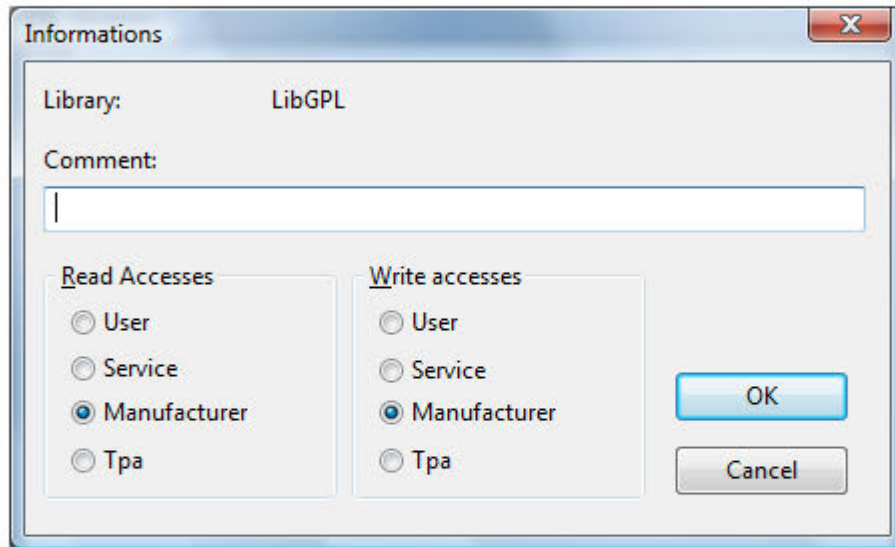 Informations
Library: LibGPL
Comment:
Read Accesses Write accesses
User User
Service Service
Manufacturer Manufacturer
OK
Tpa Tpa
Cancel